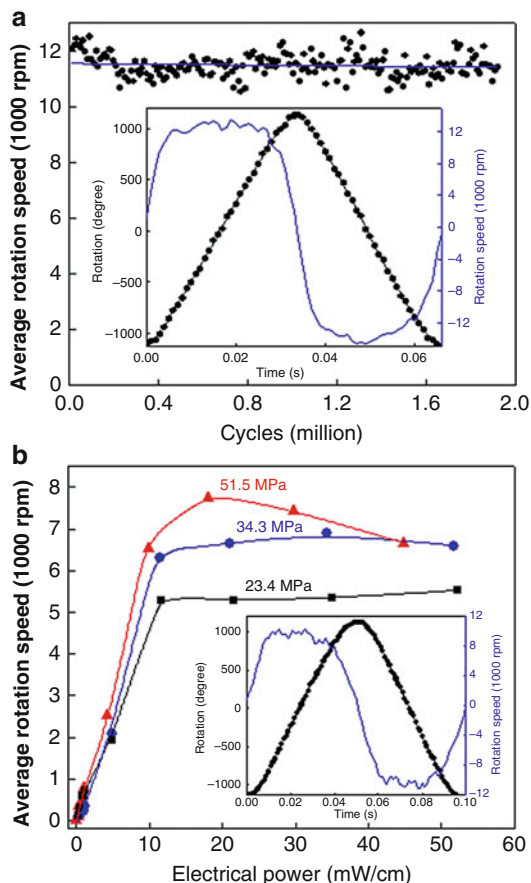 a
Average rotation speed (1000 rpm)
14
12
10
8
6
4
2
0
0.0 0.4 0.8 1.2 1.6 2.0
Cycles (million)
Rotation (degree)
1000
500
0
−500
−1000
0.00 0.02 0.04 0.06
Time (s)
12
8
4
0
−4
−8
−12
Rotation speed (1000 rpm)
b
Average rotation speed (1000 rpm)
8
7
6
5
4
3
2
1
0
51.5 MPa
34.3 MPa
23.4 MPa
0 10 20 30 40 50 60
Electrical power (mW/cm)
Rotation (degree)
1000
500
0
−500
−1000
0.00 0.02 0.04 0.06 0.08 0.10
Time (s)
12
8
4
0
−4
−8
−12
Rotation speed (1000 rpm)